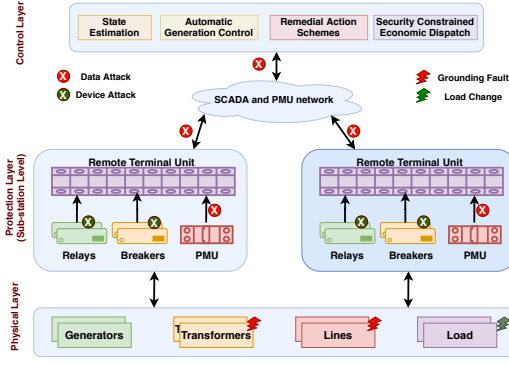 Control Layer
State Estimation
Automatic Generation Control
Remedial Action Schemes
Security Constrained Economic Dispatch
X
X Data Attack
X Device Attack
SCADA and PMU network
Grounding Fault
Load Change
X
X
Protection Layer (Sub-station Level)
Remote Terminal Unit
X
X
X
Relays
Breakers
PMU
Remote Terminal Unit
X
X
X
Relays
Breakers
PMU
Physical Layer
Generators
T
Transformers
Lines
Load